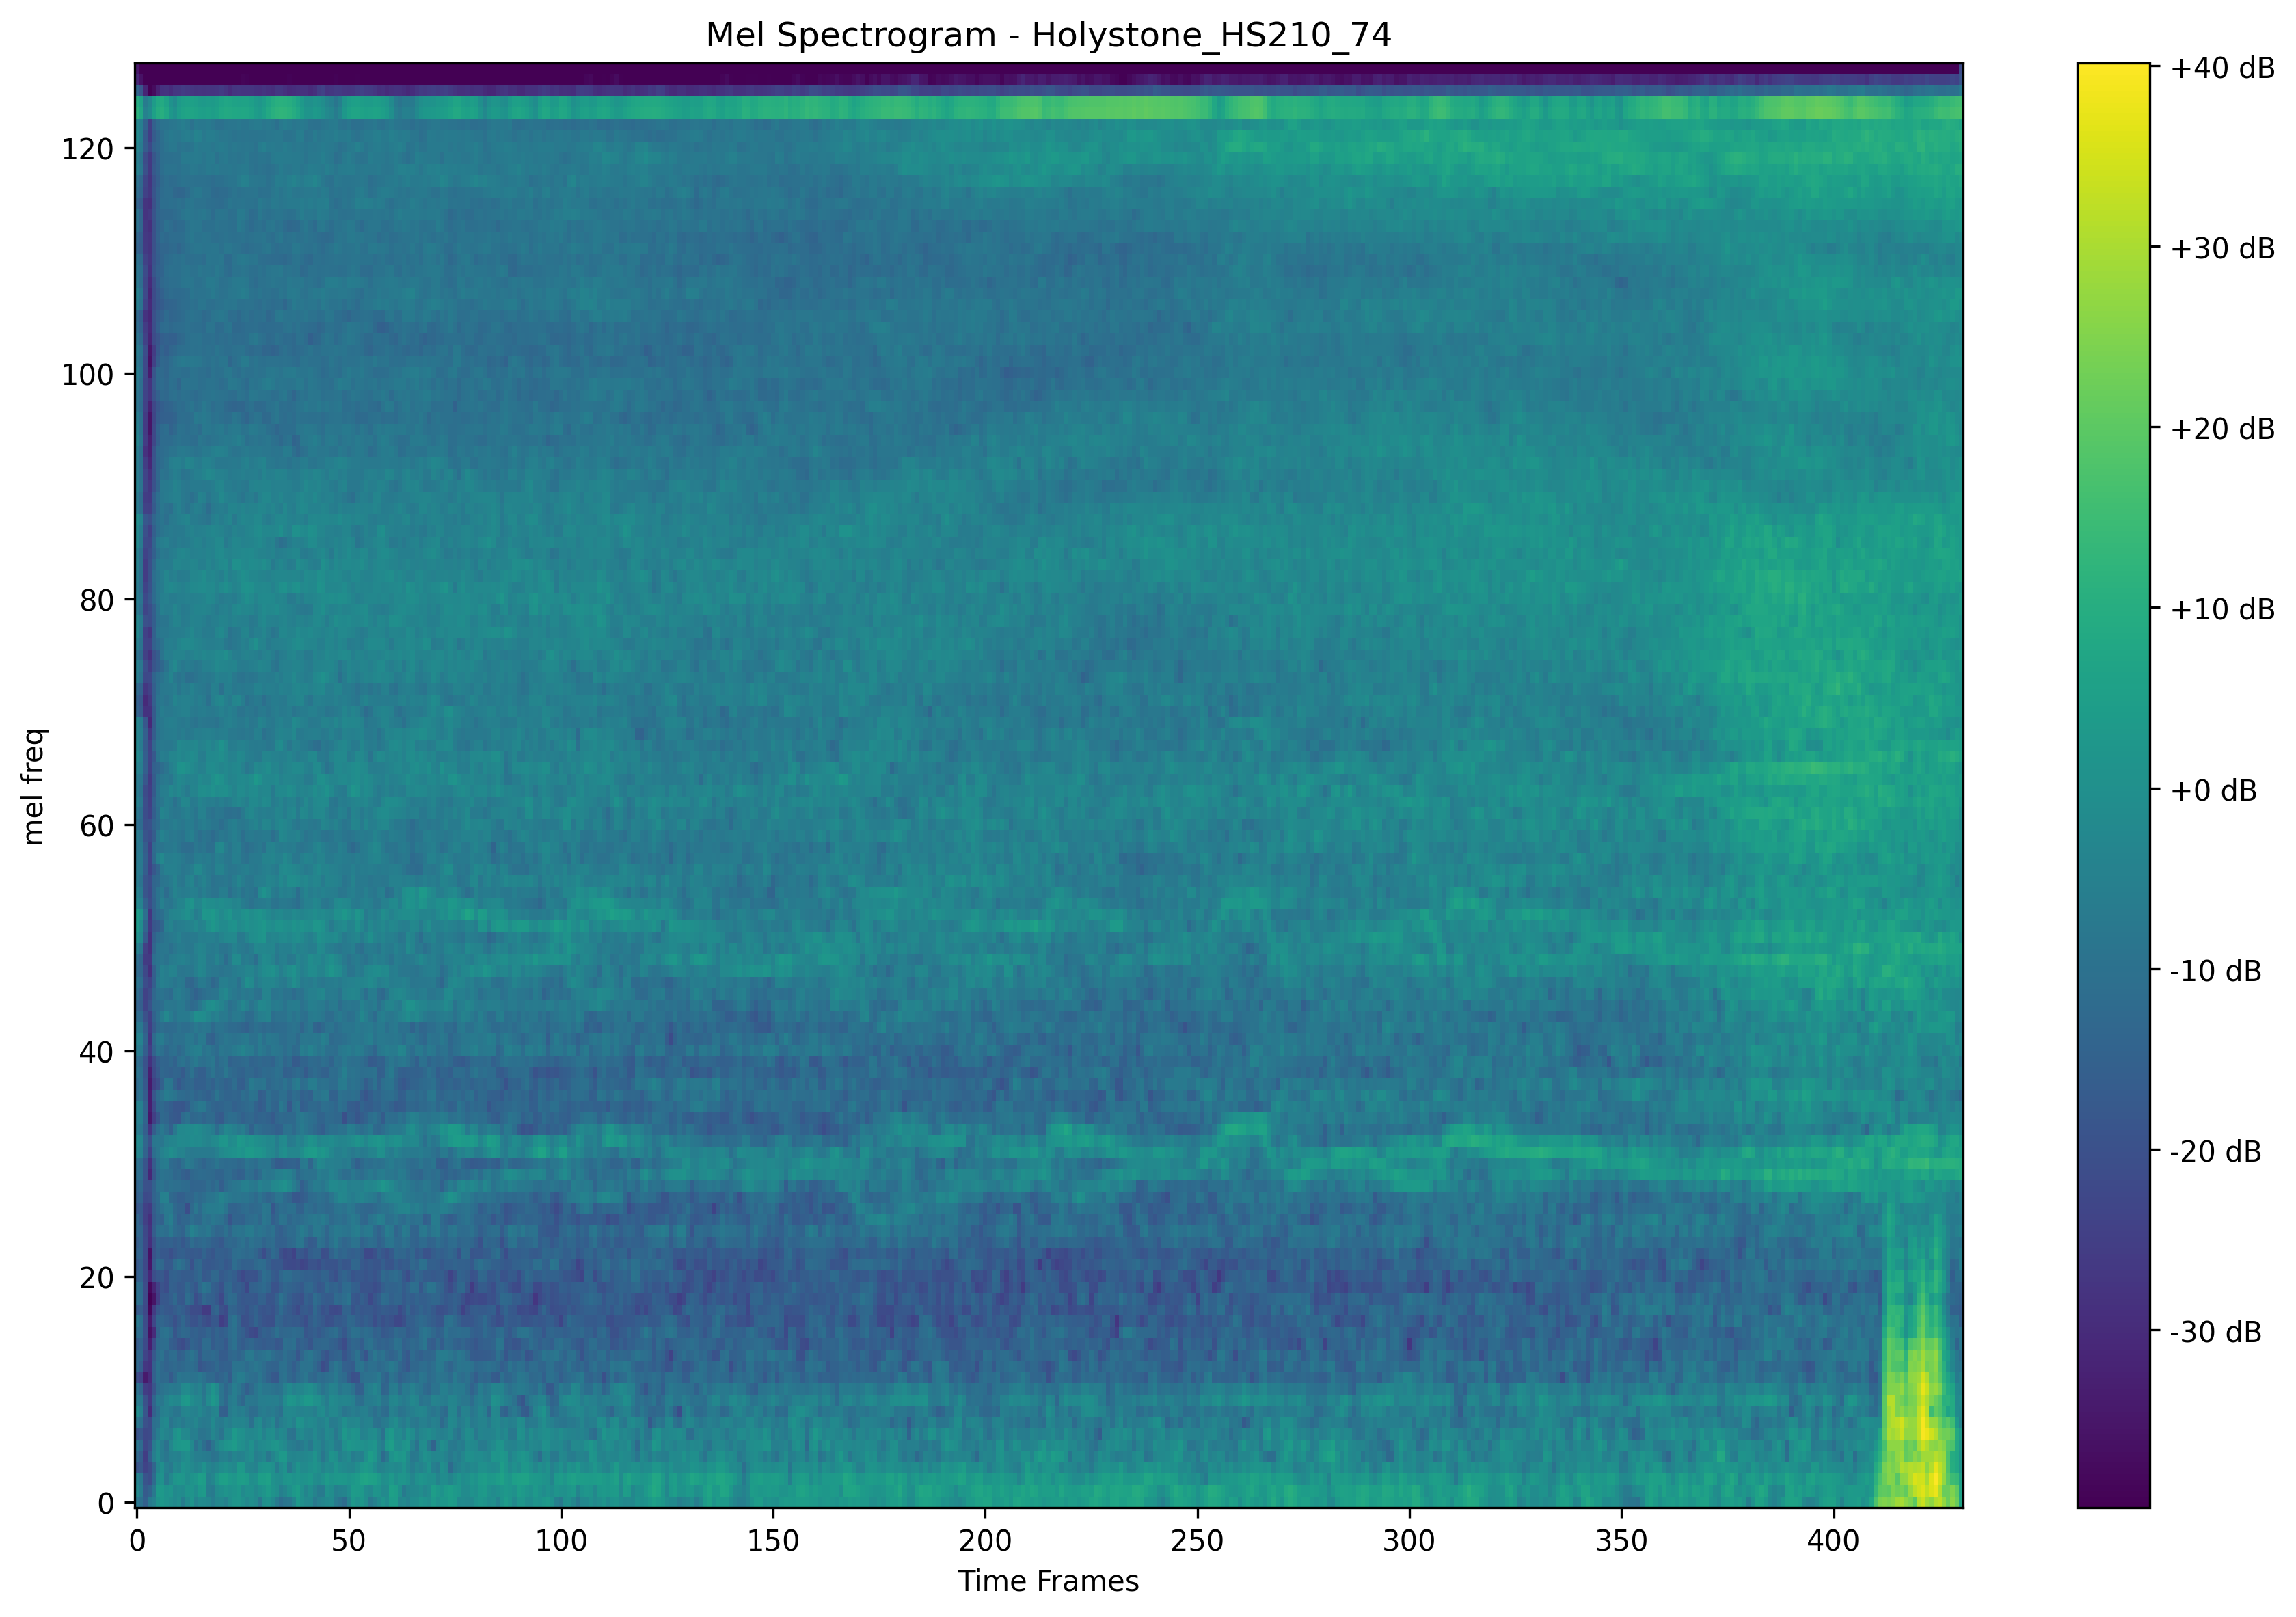 Mel Spectrogram - Holystone_HS210_74
mel freq
120
100
80
60
40
20
0
0 50 100 150 200 250 300 350 400
Time Frames
+40 dB
+30 dB
+20 dB
+10 dB
+0 dB
-10 dB
-20 dB
-30 dB